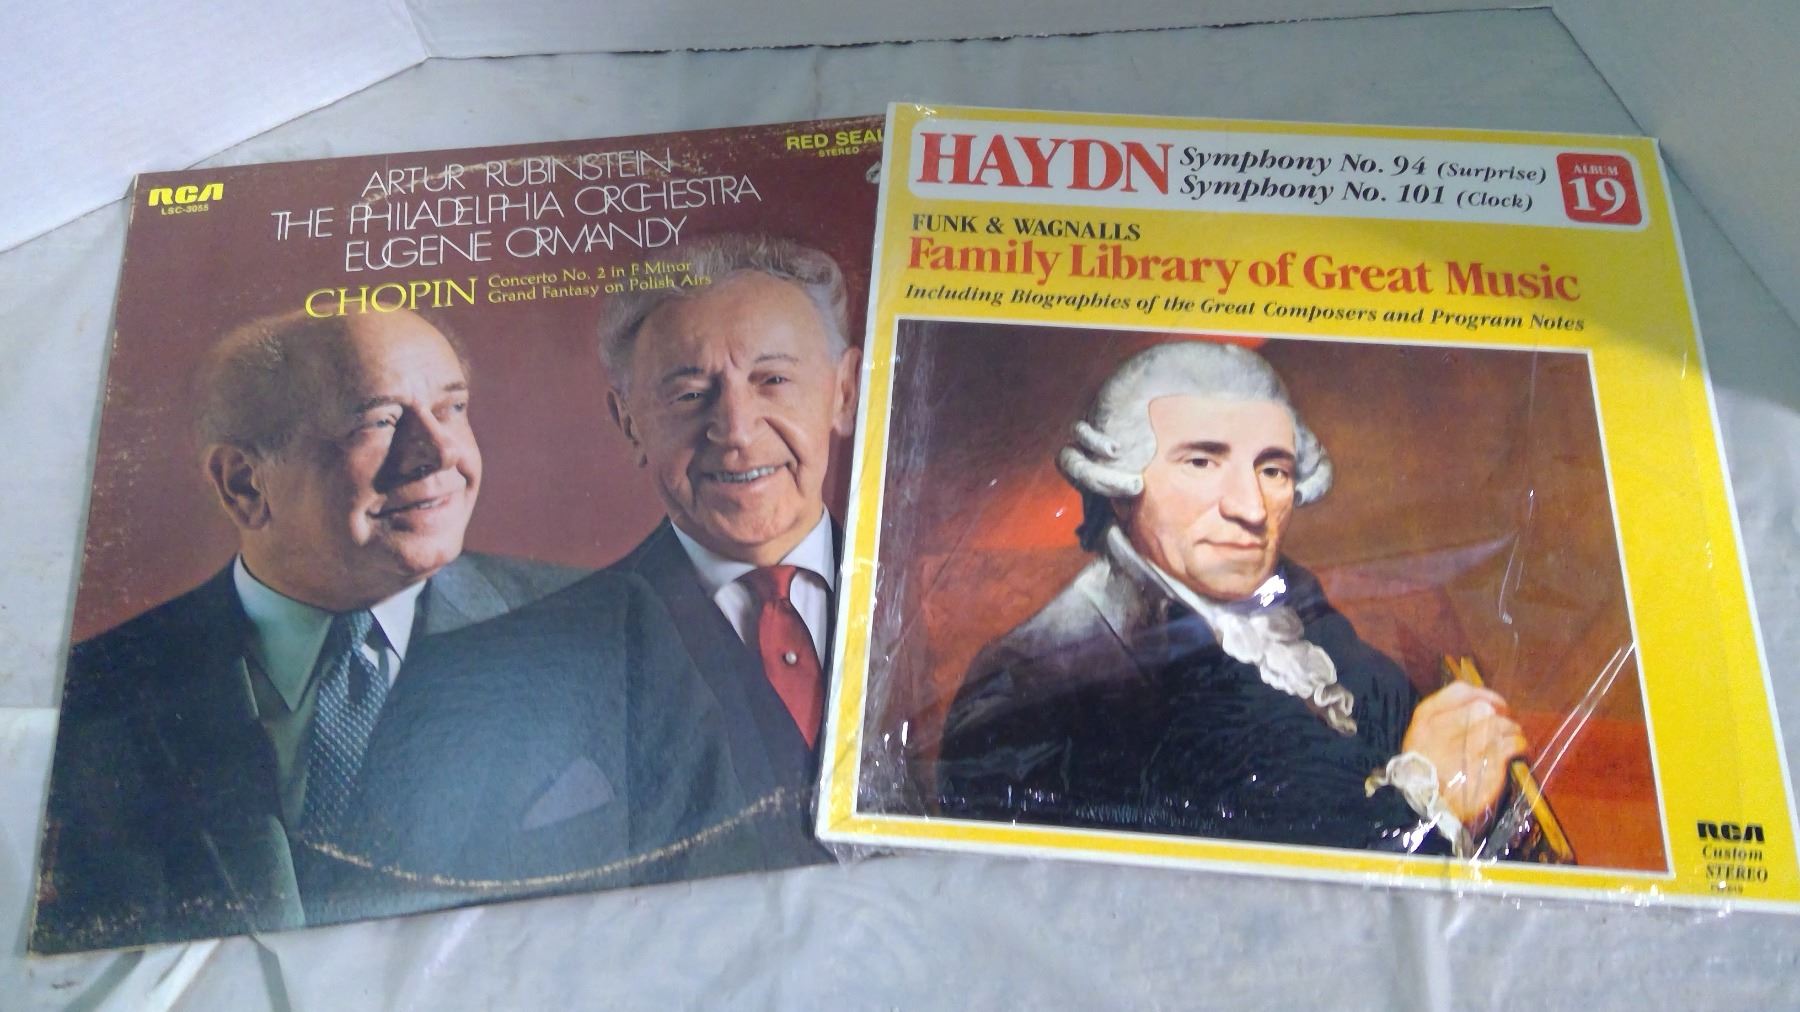 RCA
LSC-3055
RED SEAL
STEREO
ARTUR RUBINSTEIN
THE PHILADELPHIA ORCHESTRA
EUGENE ORMANDY
CHOPIN
Concerto No. 2 in F Minor
Grand Fantasy on Polish Airs
HAYDN
Symphony No. 94 (Surprise)
Symphony No. 101 (Clock)
ALBUM
19
FUNK & WAGNALLS
Family Library of Great Music
Including Biographies of the Great Composers and Program Notes
RCA
Custom
STEREO